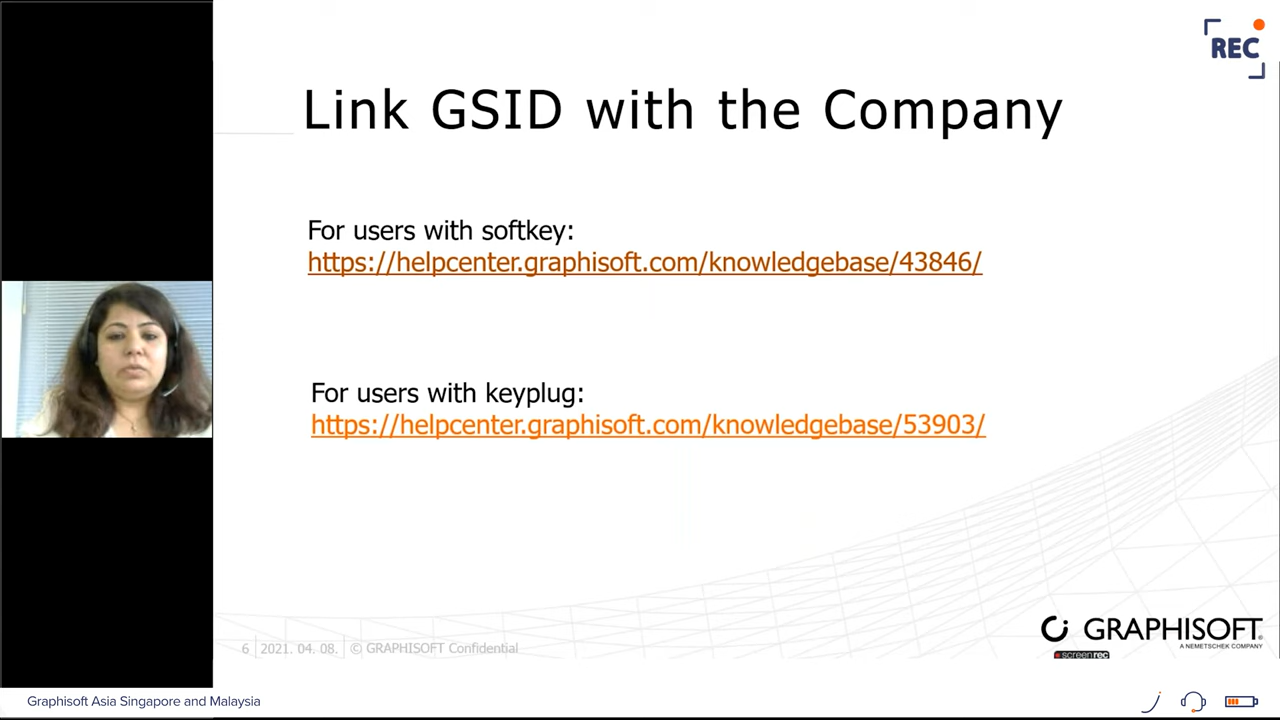 REC
Link GSID with the Company
For users with softkey:
https://helpcenter.graphisoft.com/knowledgebase/43846/
For users with keyplug:
https://helpcenter.graphisoft.com/knowledgebase/53903/
6 2021. 04. 08. © GRAPHISOFT Confidential
GRAPHISOFT®
A NEMETSCHEK COMPANY
screenrec
Graphisoft Asia Singapore and Malaysia